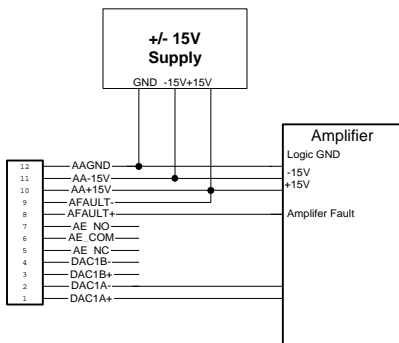 +/- 15V
Supply
GND -15V+15V
Amplifier
Logic GND
-15V
+15V
Amplifer Fault
12 AAGND
11 AA-15V
10 AA+15V
9 AFAULT-
8 AFAULT+
7 AE_NO
6 AE_COM
5 AE_NC
4 DAC1B-
3 DAC1B+
2 DAC1A-
1 DAC1A+